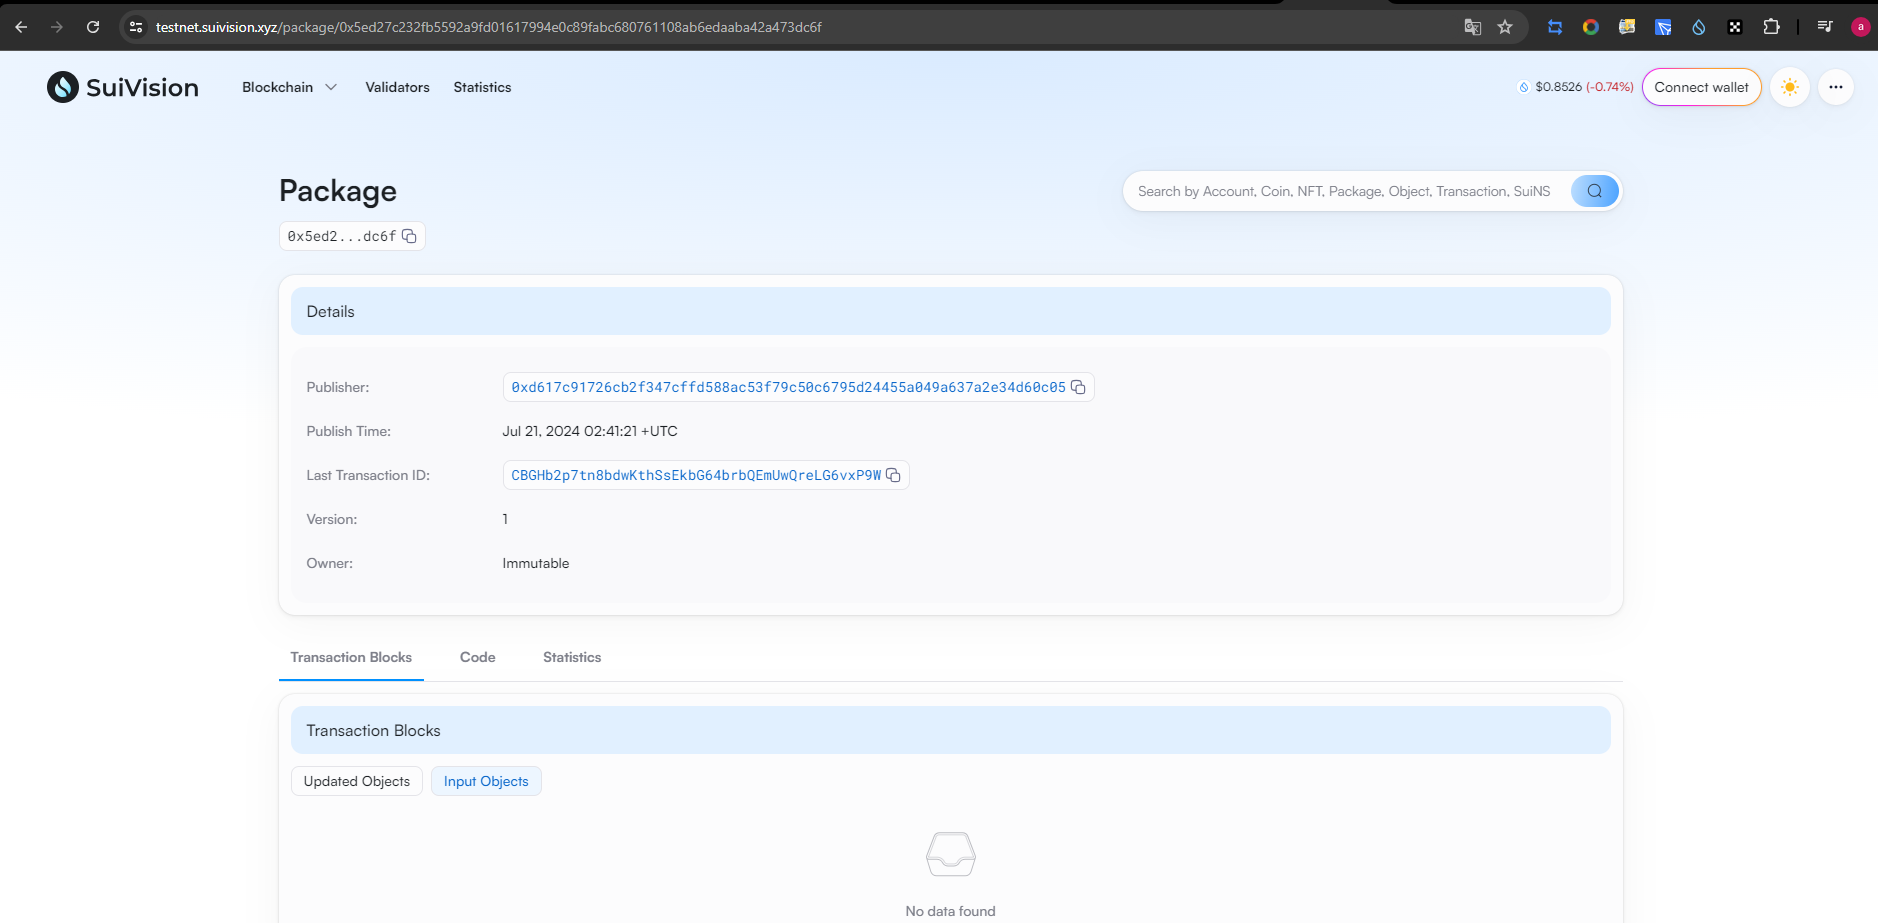 testnet.suivision.xyz/package/0x5ed27c232fb5592a9fd01617994e0c89fabc680761108ab6edaaba42a473dc6f
a
SuiVision
Blockchain
Validators
Statistics
$0.8526 (-0.74%)
Connect wallet
Package
Search by Account, Coin, NFT, Package, Object, Transaction, SuiNS
0x5ed2...dc6f
Details
Publisher:
0xd617c91726cb2f347cffd588ac53f79c50c6795d24455a049a637a2e34d60c05
Publish Time:
Jul 21, 2024 02:41:21 +UTC
Last Transaction ID:
CBGHb2p7tn8bdwKthSsEkbG64brbQEmUwQreLG6vxP9W
Version:
1
Owner:
Immutable
Transaction Blocks
Code
Statistics
Transaction Blocks
Updated Objects
Input Objects
No data found